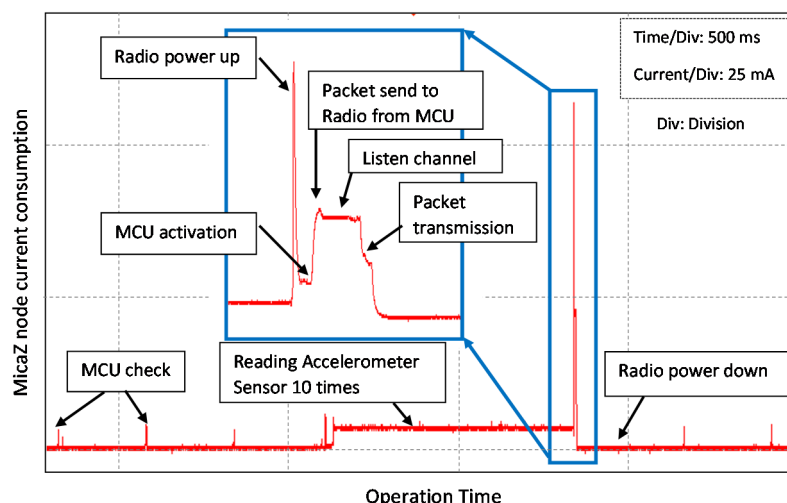 Radio power up
Time/Div: 500 ms
Current/Div: 25 mA
Div: Division
Packet send to
Radio from MCU
Listen channel
Packet
transmission
MCU activation
MCU check
Reading Accelerometer
Sensor 10 times
Radio power down
MicaZ node current consumption
Operation Time